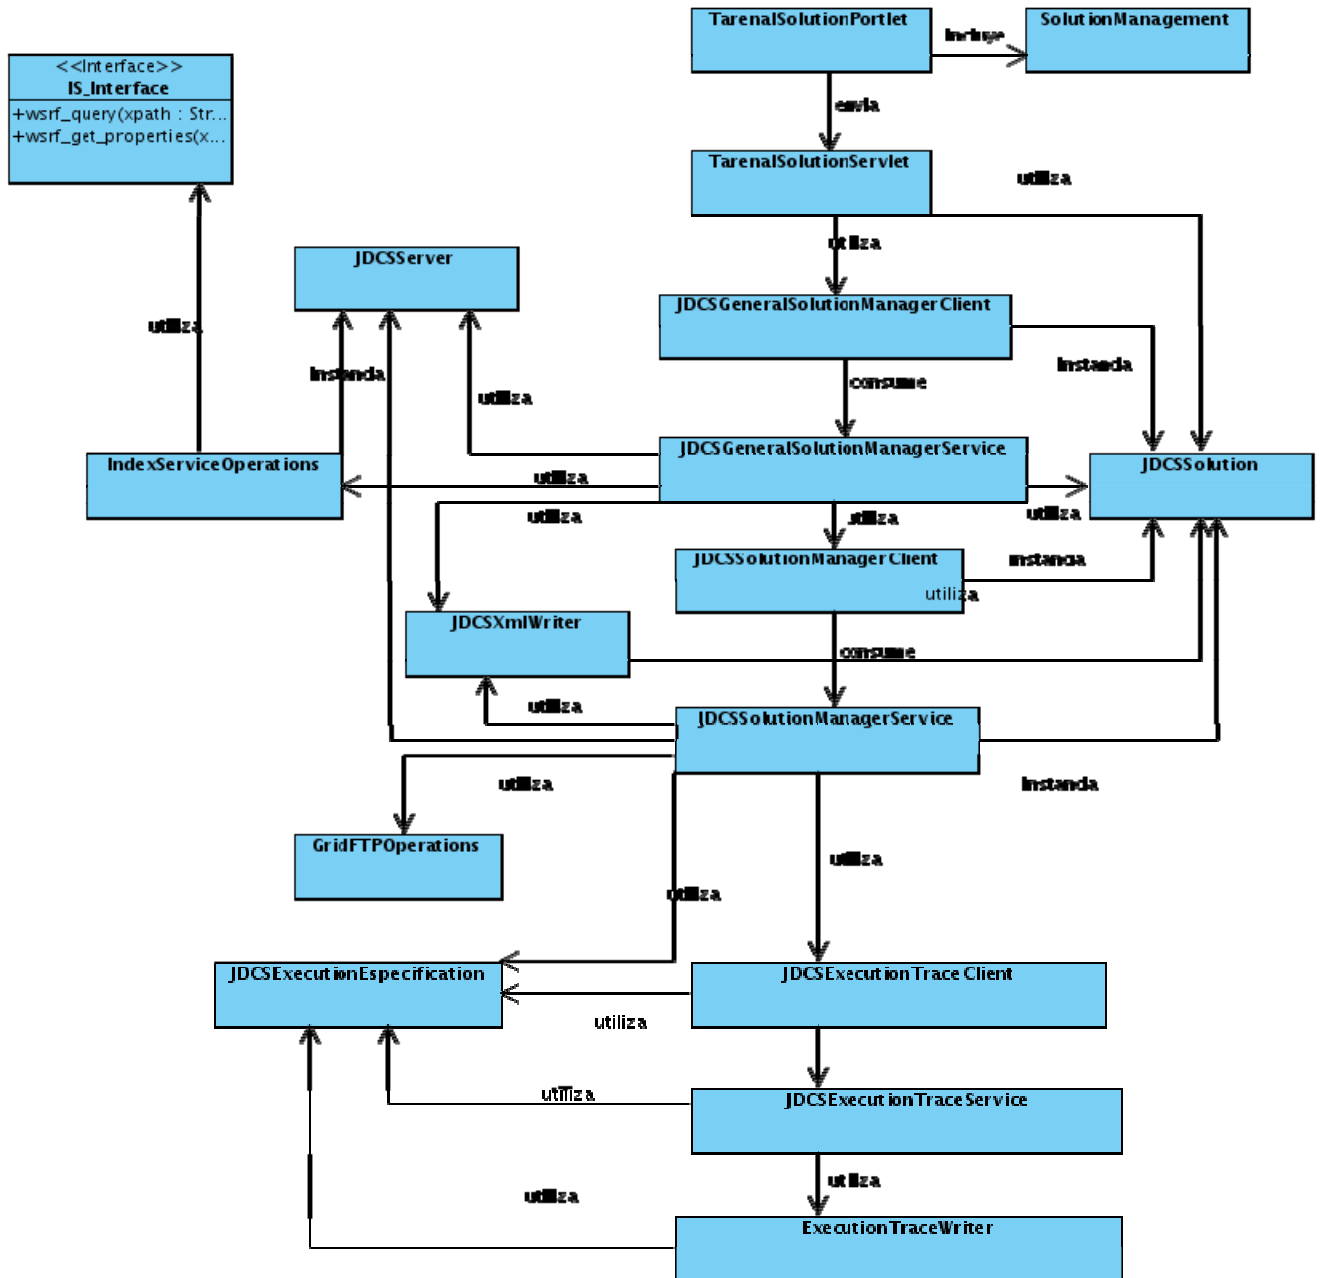 TarenalSolutionPortlet
SolutionManagement
incluye
<<Interface>>
IS_Interface
+wsrf_query(xpath : Str...
+wsrf_get_properties(x...
envia
TarenalSolutionServlet
utiliza
utiliza
JDCSServer
JDCSGeneralSolutionManagerClient
utiliza
instancia
instancia
consume
utiliza
JDCSGeneralSolutionManagerService
IndexServiceOperations
JDCSSolution
utiliza
utiliza
utiliza
utiliza
JDCSSolutionManagerClient
instancia
utiliza
JDCSXmlWriter
consume
utiliza
JDCSSolutionManagerService
utiliza
instancia
GridFTPOperations
utiliza
utiliza
JDCSExecutionEspecification
JDCSExecutionTraceClient
utiliza
utiliza
JDCSExecutionTraceService
utiliza
utiliza
ExecutionTraceWriter